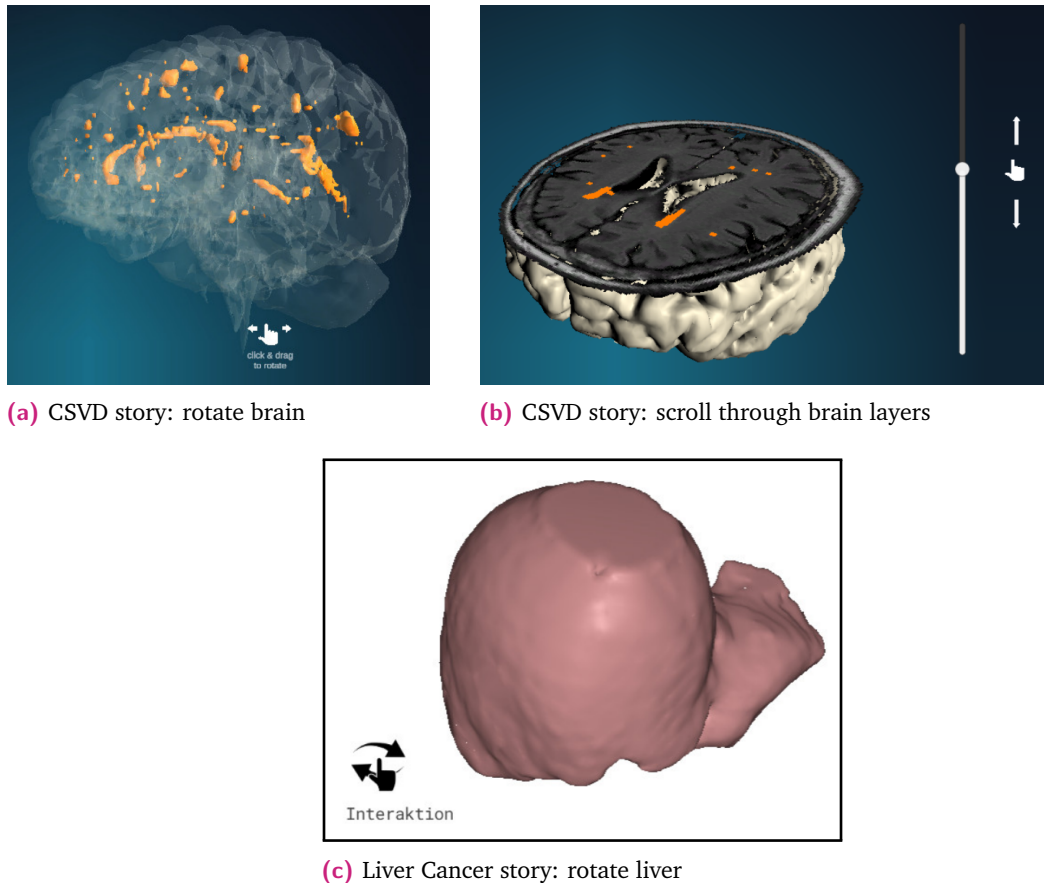 click & drag
to rotate
(a) CSVD story: rotate brain
(b) CSVD story: scroll through brain layers
Interaktion
(c) Liver Cancer story: rotate liver